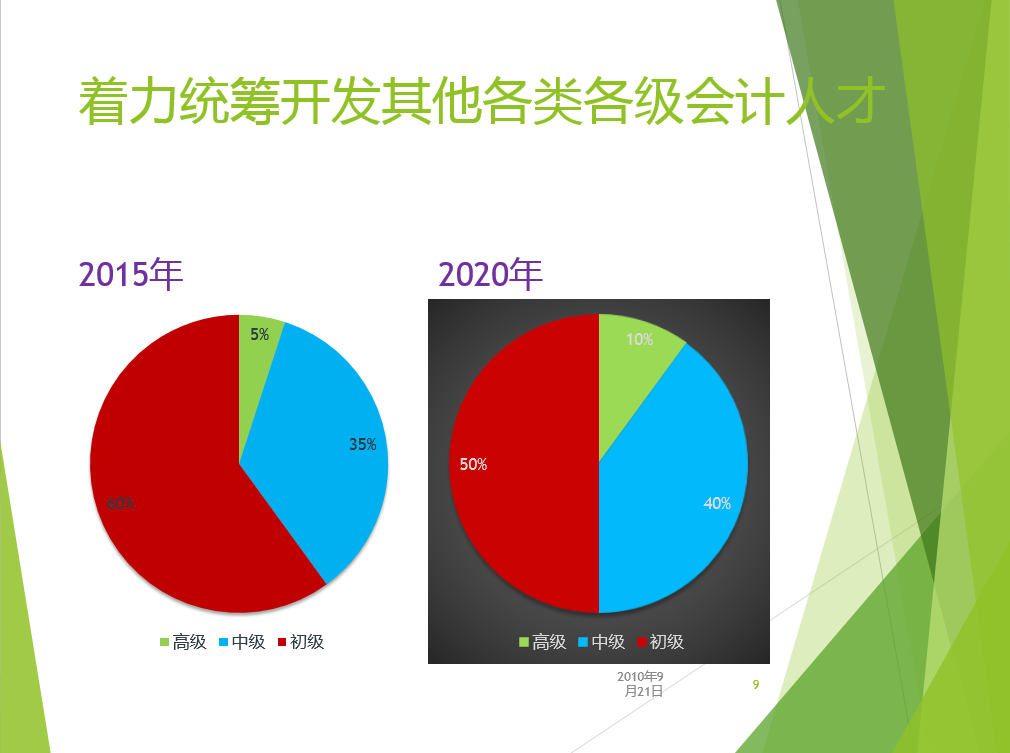 着力统筹开发其他各类各级会计人才
2015年
2020年
5%
35%
60%
高级 中级 初级
10%
40%
50%
高级 中级 初级
2010年9
月21日
9